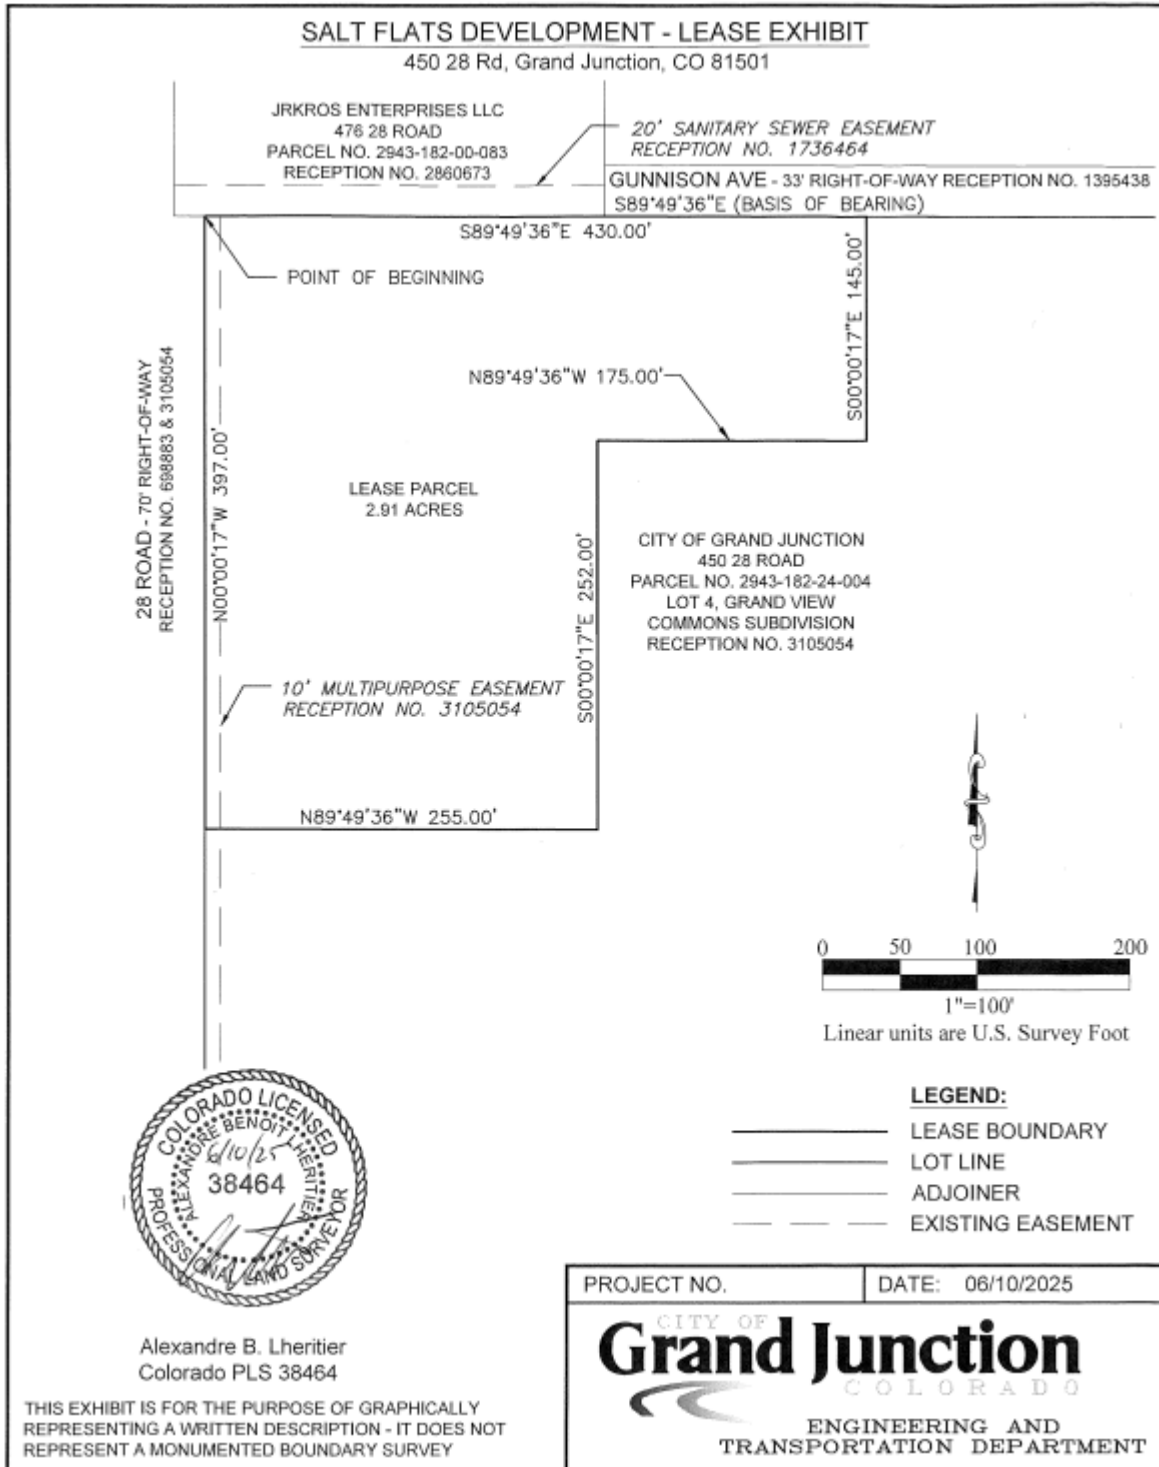 SALT FLATS DEVELOPMENT - LEASE EXHIBIT
450 28 Rd, Grand Junction, CO 81501
JRKROS ENTERPRISES LLC
476 28 ROAD
PARCEL NO. 2943-182-00-083
RECEPTION NO. 2860673
20' SANITARY SEWER EASEMENT
RECEPTION NO. 1736464
GUNNISON AVE - 33' RIGHT-OF-WAY RECEPTION NO. 1395438
S89°49'36"E (BASIS OF BEARING)
S89°49'36"E 430.00'
POINT OF BEGINNING
S00°00'17"E 145.00'
N89°49'36"W 175.00'
28 ROAD - 70' RIGHT-OF-WAY
RECEPTION NO. 698883 & 3105054
N00°00'17"W 397.00'
LEASE PARCEL
2.91 ACRES
S00°00'17"E 252.00'
CITY OF GRAND JUNCTION
450 28 ROAD
PARCEL NO. 2943-182-24-004
LOT 4, GRAND VIEW
COMMONS SUBDIVISION
RECEPTION NO. 3105054
10' MULTIPURPOSE EASEMENT
RECEPTION NO. 3105054
N89°49'36"W 255.00'
0 50 100 200
1"=100'
Linear units are U.S. Survey Foot
LEGEND:
LEASE BOUNDARY
LOT LINE
ADJOINER
EXISTING EASEMENT
COLORADO LICENSED
ALEXANDRE BENOIT LHERITIER
6/10/25
38464
PROFESSIONAL LAND SURVEYOR
Alexandre B. Lheritier
Colorado PLS 38464
THIS EXHIBIT IS FOR THE PURPOSE OF GRAPHICALLY
REPRESENTING A WRITTEN DESCRIPTION - IT DOES NOT
REPRESENT A MONUMENTED BOUNDARY SURVEY
PROJECT NO.
DATE: 06/10/2025
CITY OF
Grand Junction
COLORADO
ENGINEERING AND
TRANSPORTATION DEPARTMENT